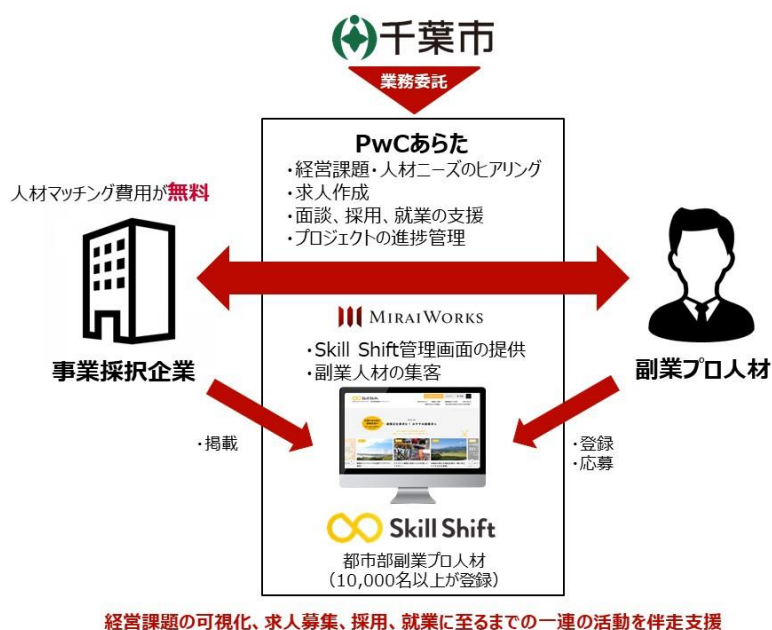 千葉市
業務委託
PwCあらた
・経営課題・人材ニーズのヒアリング
・求人作成
・面談、採用、就業の支援
・プロジェクトの進捗管理
人材マッチング費用が無料
事業採択企業
副業プロ人材
MIRAIWORKS
・Skill Shift管理画面の提供
・副業人材の集客
・掲載
・登録
・応募
Skill Shift
都市部副業プロ人材
（10,000名以上が登録）
経営課題の可視化、求人募集、採用、就業に至るまでの一連の活動を伴走支援